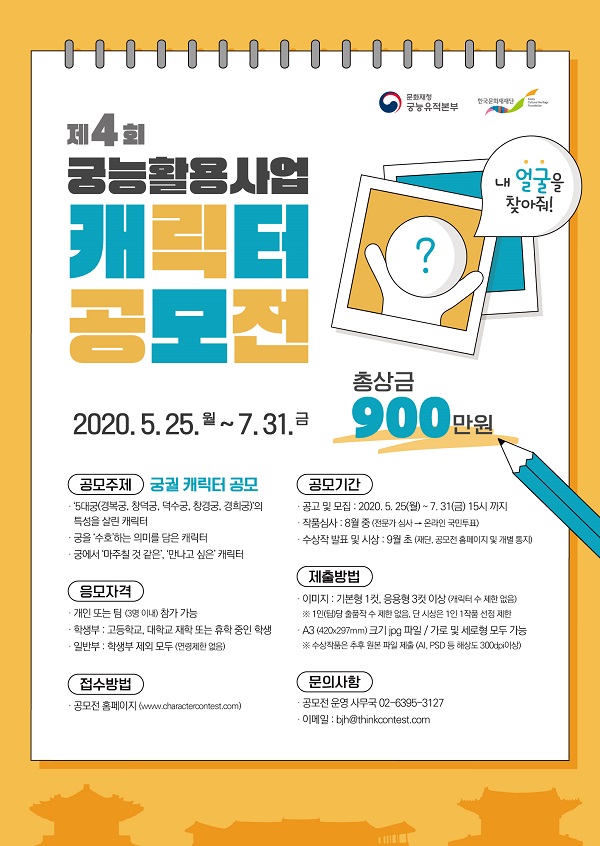 문화재청
궁능유적본부
한국문화재재단
Korea
Cultural Heritage
Foundation
제4회
궁능활용사업
캐릭터
공모전
내 얼굴을
찾아줘!
?
총상금
900만원
2020. 5. 25.월 ~ 7. 31.금
공모주제 궁궐 캐릭터 공모
· '5대궁(경복궁, 창덕궁, 덕수궁, 창경궁, 경희궁)'의
특성을 살린 캐릭터
· 궁을 '수호'하는 의미를 담은 캐릭터
· 궁에서 '마주칠 것 같은', '만나고 싶은' 캐릭터
응모자격
· 개인 또는 팀 (3명 이내) 참가 가능
· 학생부 : 고등학교, 대학교 재학 또는 휴학 중인 학생
· 일반부 : 학생부 제외 모두 (연령제한 없음)
접수방법
· 공모전 홈페이지 (www.charactercontest.com)
공모기간
· 공고 및 모집 : 2020. 5. 25(월) ~ 7. 31(금) 15시 까지
· 작품심사 : 8월 중 (전문가 심사 → 온라인 국민투표)
· 수상작 발표 및 시상 : 9월 초 (재단, 공모전 홈페이지 및 개별 통지)
제출방법
· 이미지 : 기본형 1컷, 응용형 3컷 이상 (캐릭터 수 제한 없음)
※ 1인(팀)당 출품작 수 제한 없음, 단 시상은 1인 1작품 선정 제한
· A3 (420x297mm) 크기 jpg 파일 / 가로 및 세로형 모두 가능
※ 수상작품은 추후 원본 파일 제출 (AI, PSD 등 해상도 300dpi이상)
문의사항
· 공모전 운영 사무국 02-6395-3127
· 이메일 : bjh@thinkcontest.com